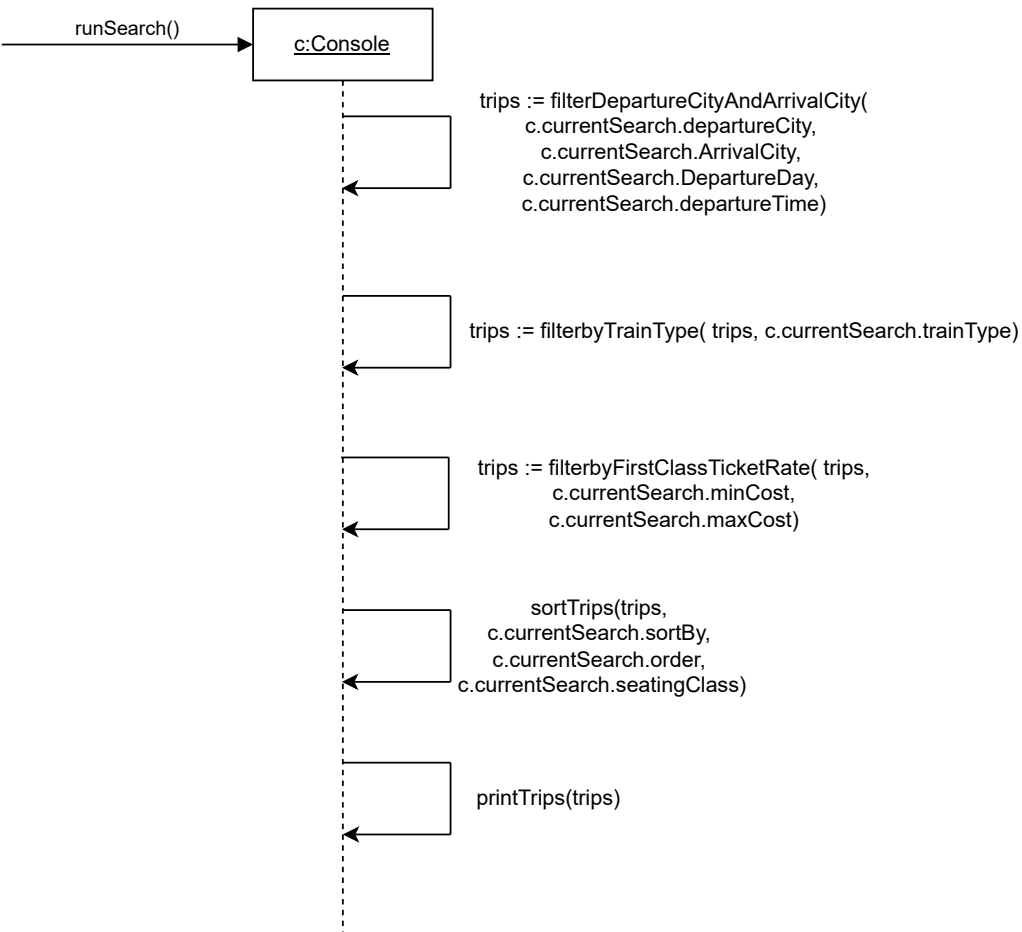 runSearch()
c:Console
trips := filterDepartureCityAndArrivalCity(
c.currentSearch.departureCity,
c.currentSearch.ArrivalCity,
c.currentSearch.DepartureDay,
c.currentSearch.departureTime)
trips := filterbyTrainType( trips, c.currentSearch.trainType)
trips := filterbyFirstClassTicketRate( trips,
c.currentSearch.minCost,
c.currentSearch.maxCost)
sortTrips(trips,
c.currentSearch.sortBy,
c.currentSearch.order,
c.currentSearch.seatingClass)
printTrips(trips)